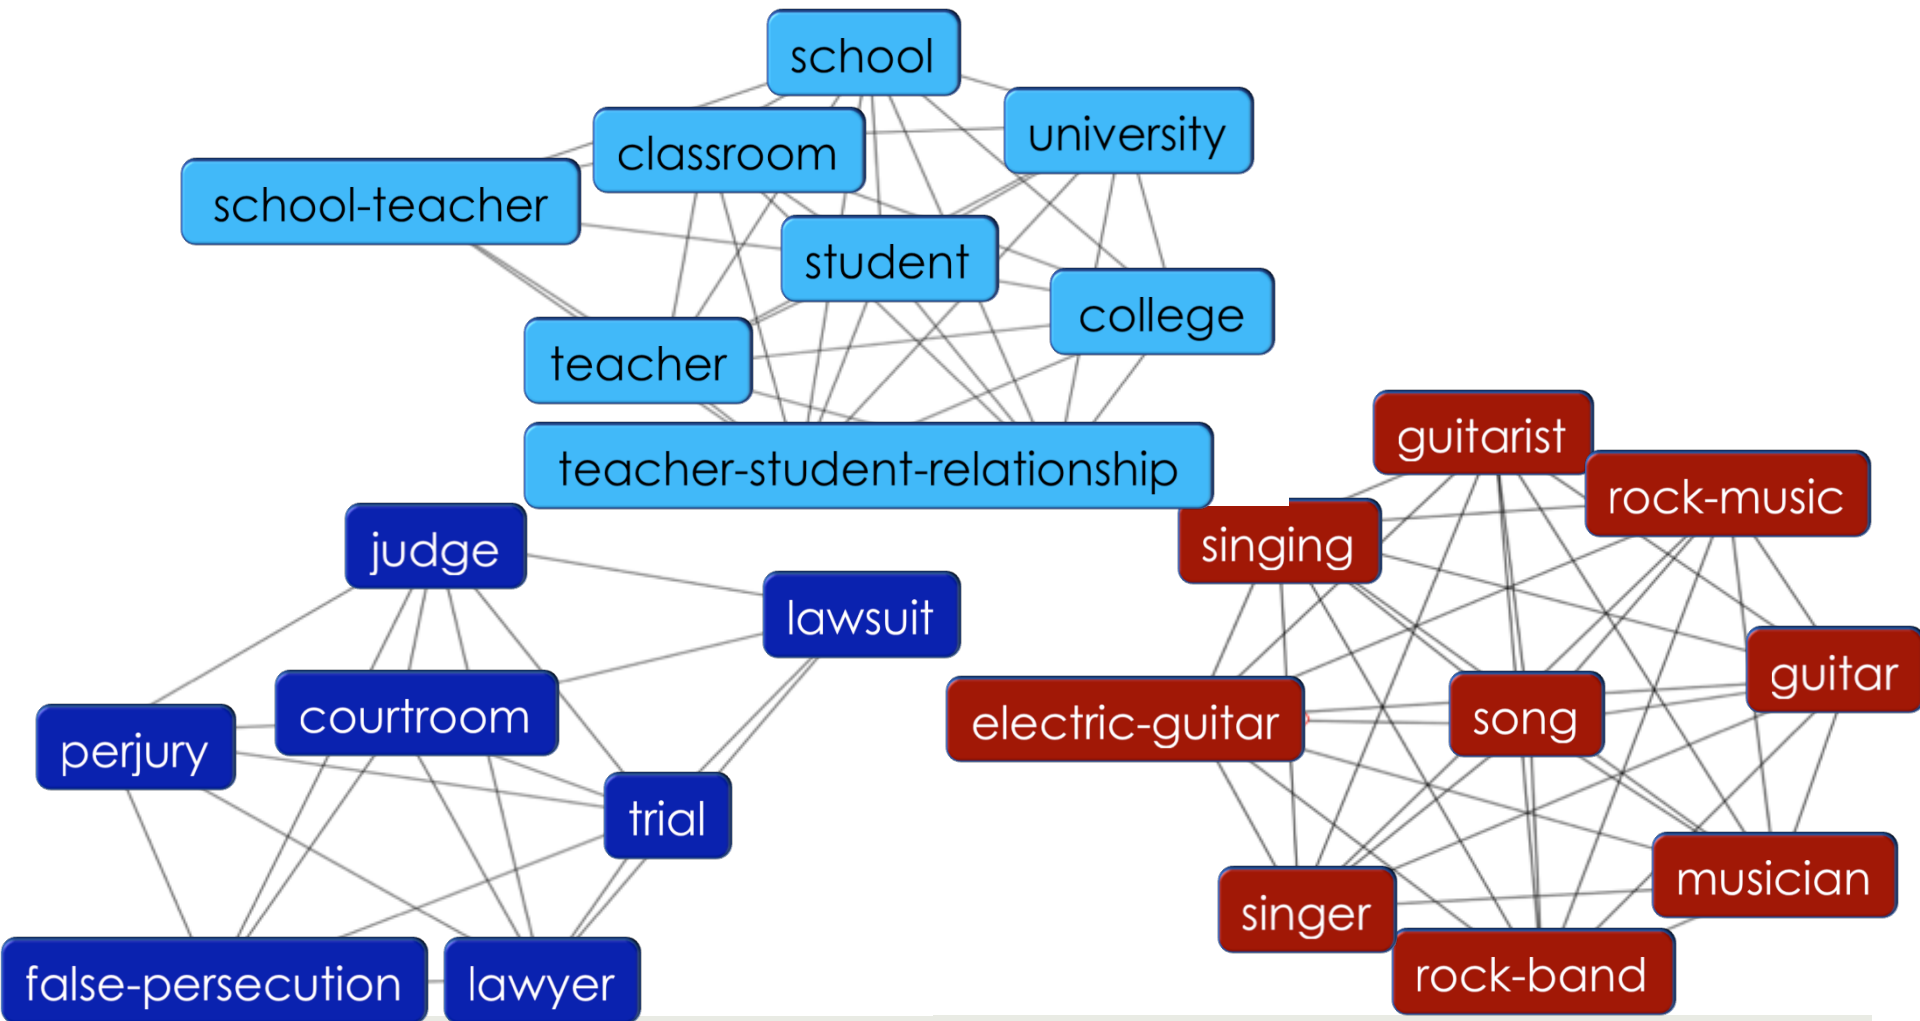 school
classroom
university
school-teacher
student
college
teacher
teacher-student-relationship
judge
lawsuit
courtroom
perjury
trial
false-persecution
lawyer
guitarist
rock-music
singing
guitar
electric-guitar
song
musician
singer
rock-band